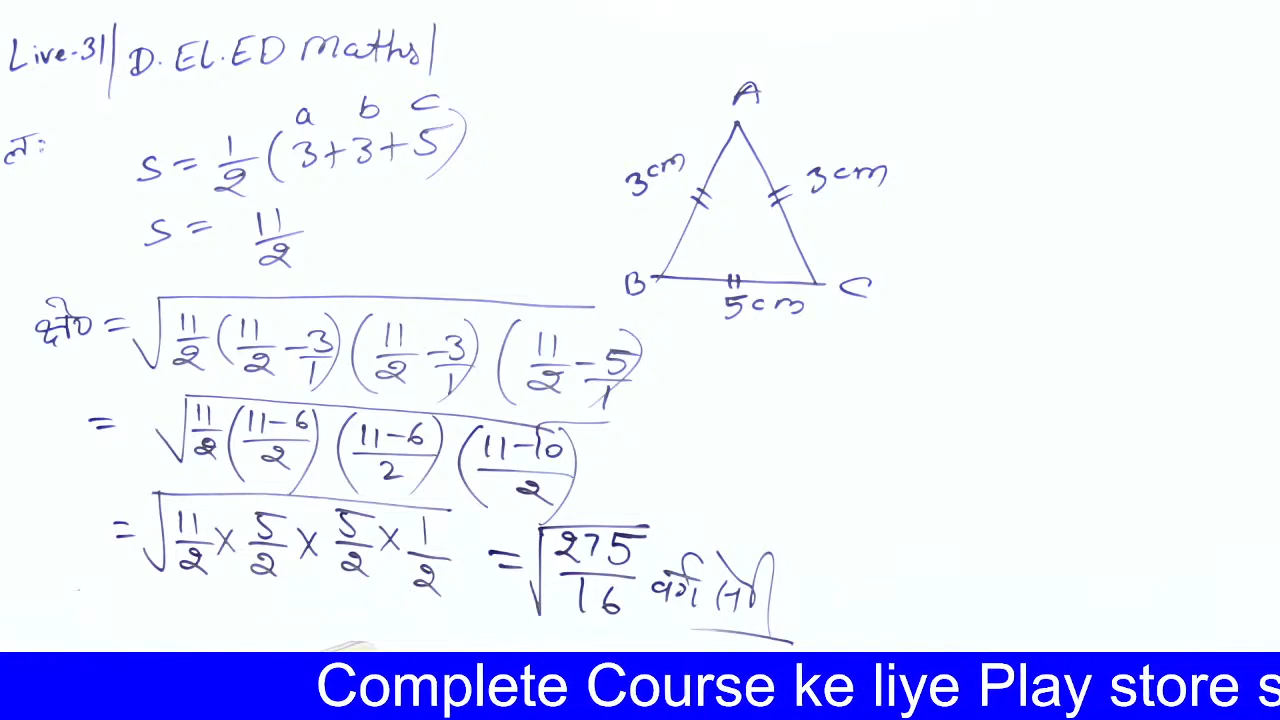 Live-31 | D. EL. ED Maths |
a b c
S = 1/2 (3+3+5)
S = 11/2
A
3cm 3cm
B C
5cm
क्षे० = √(11/2 (11/2 - 3/1) (11/2 - 3/1) (11/2 - 5/1))
= √(11/2 ((11-6)/2) ((11-6)/2) ((11-10)/2))
= √(11/2 × 5/2 × 5/2 × 1/2) = √(275/16) वर्ग सेमी
Complete Course ke liye Play store s